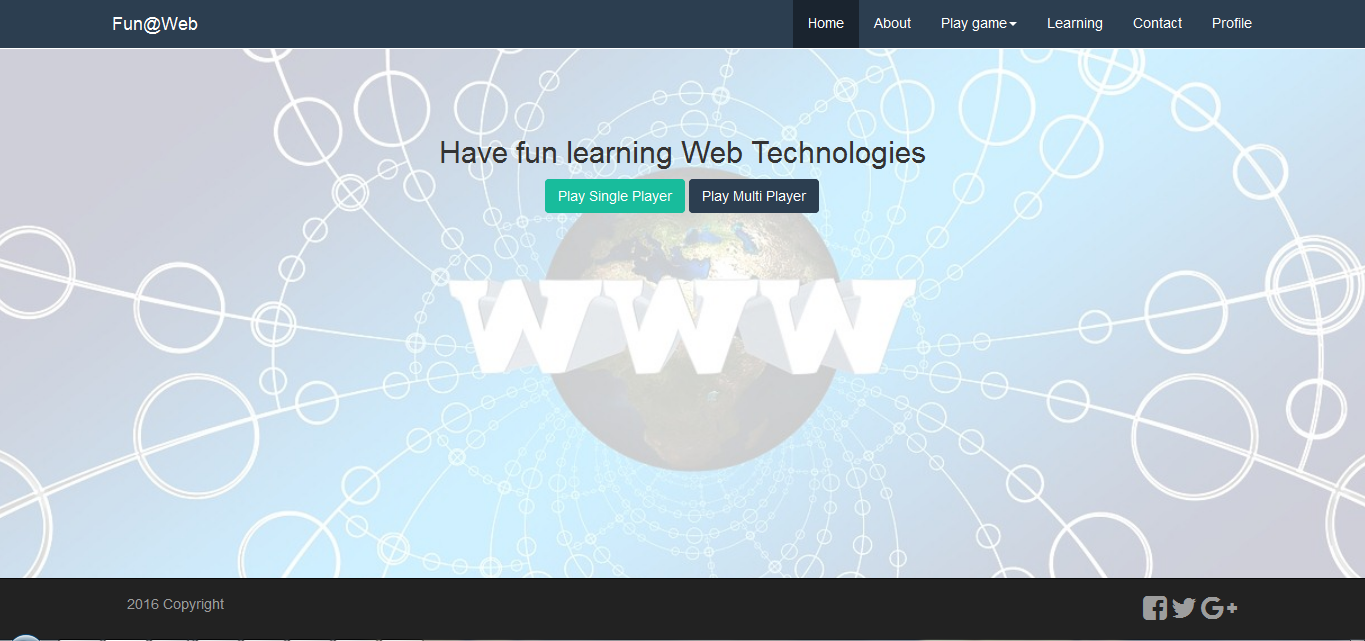 Fun@Web Home About Play game Learning Contact Profile
Have fun learning Web Technologies
Play Single Player Play Multi Player
WWW
2016 Copyright
G+